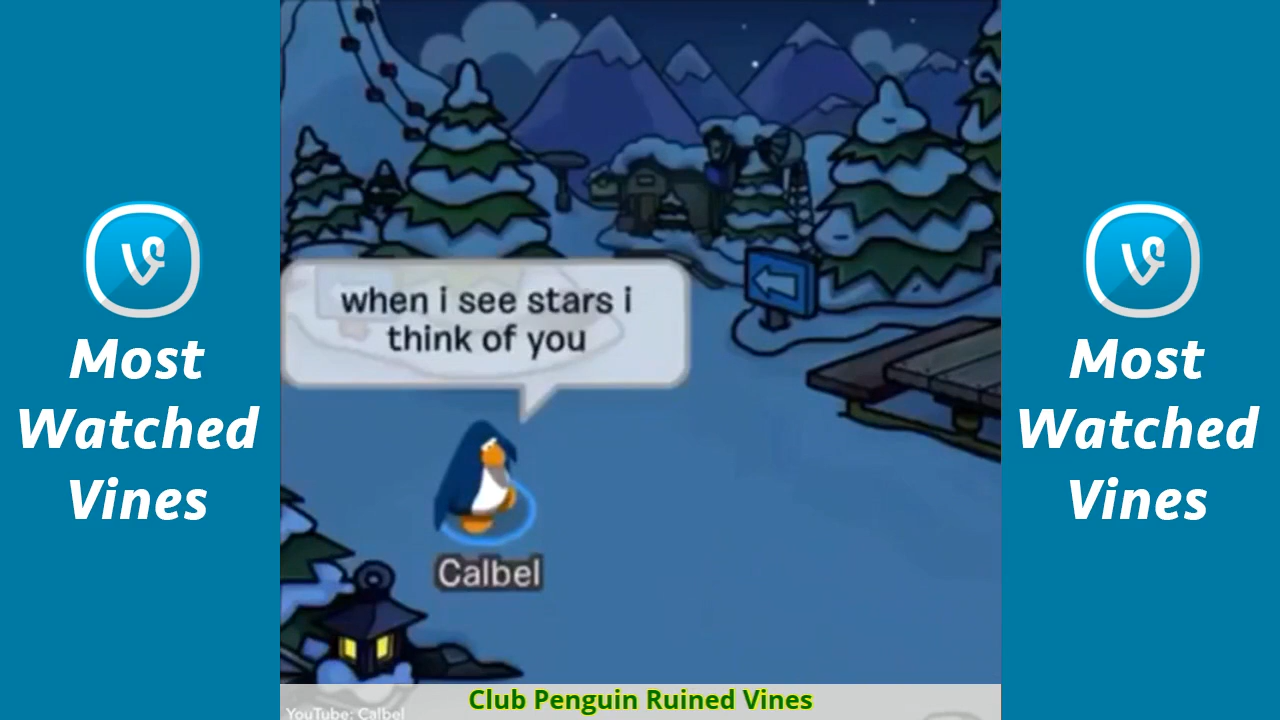 Most
Watched
Vines
when i see stars i
think of you
Calbel
Club Penguin Ruined Vines
YouTube: Calbel
Most
Watched
Vines